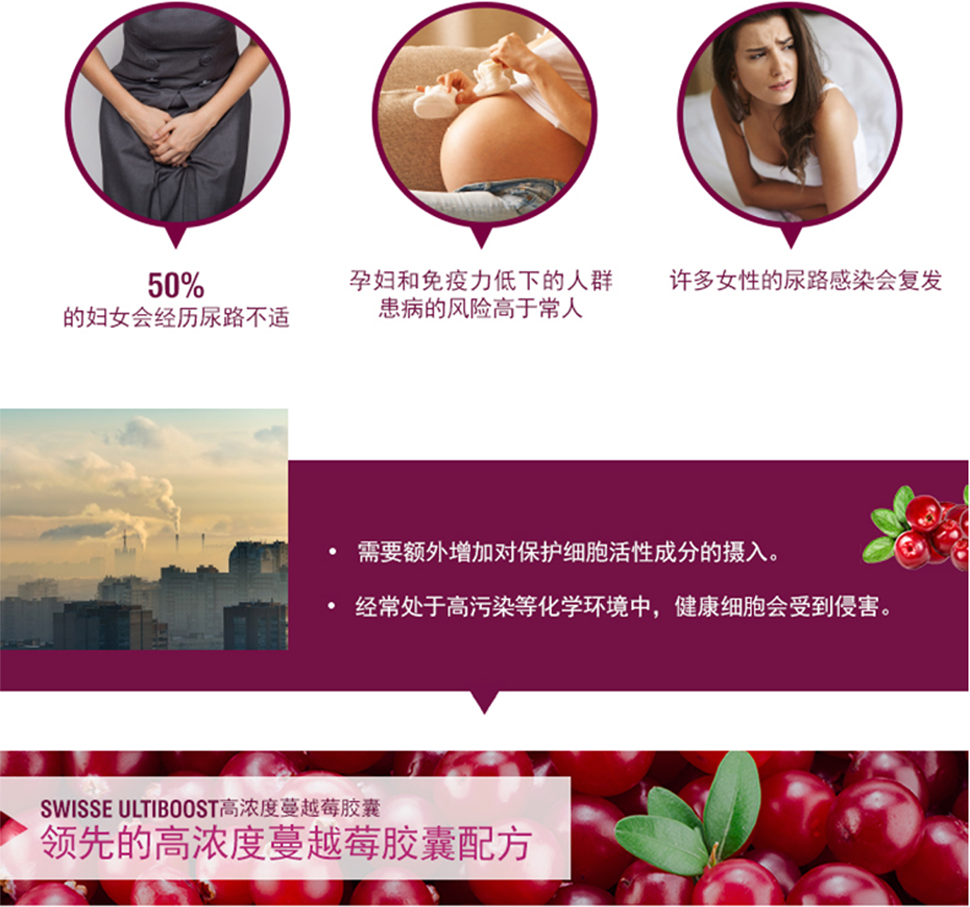 50%
的妇女会经历尿路不适
孕妇和免疫力低下的人群
患病的风险高于常人
许多女性的尿路感染会复发
• 需要额外增加对保护细胞活性成分的摄入。
• 经常处于高污染等化学环境中，健康细胞会受到侵害。
SWISSE ULTIBOOST高浓度蔓越莓胶囊
领先的高浓度蔓越莓胶囊配方